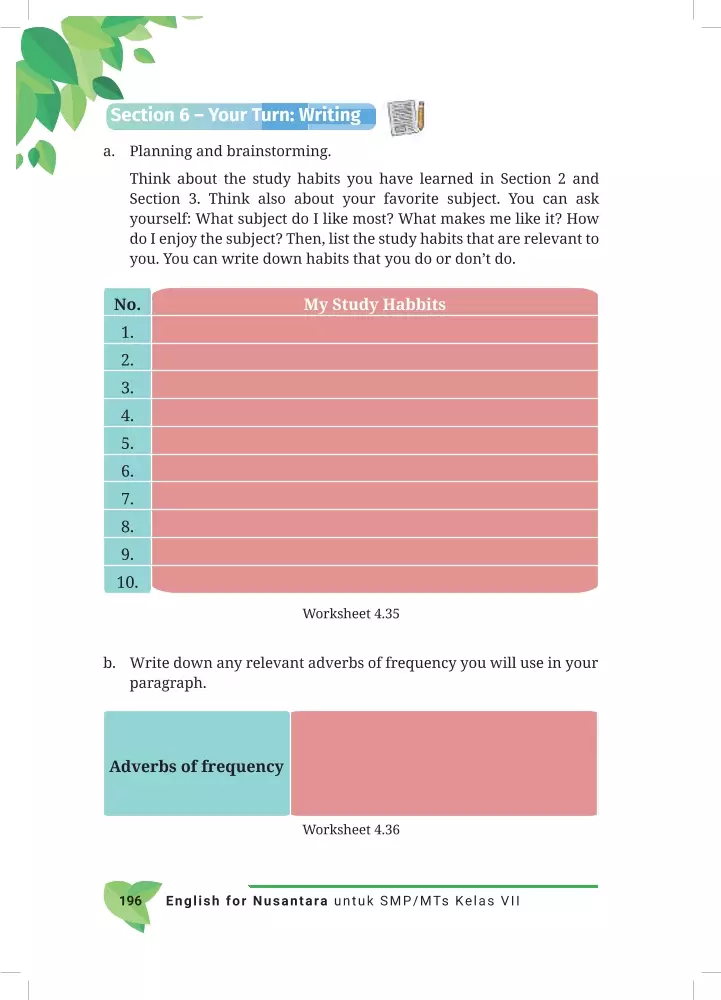 Section 6 – Your Turn: Writing
a. Planning and brainstorming.
Think about the study habits you have learned in Section 2 and
Section 3. Think also about your favorite subject. You can ask
yourself: What subject do I like most? What makes me like it? How
do I enjoy the subject? Then, list the study habits that are relevant to
you. You can write down habits that you do or don’t do.
No. My Study Habbits
1.
2.
3.
4.
5.
6.
7.
8.
9.
10.
Worksheet 4.35
b. Write down any relevant adverbs of frequency you will use in your
paragraph.
Adverbs of frequency
Worksheet 4.36
196 English for Nusantara untuk SMP/MTs Kelas VII